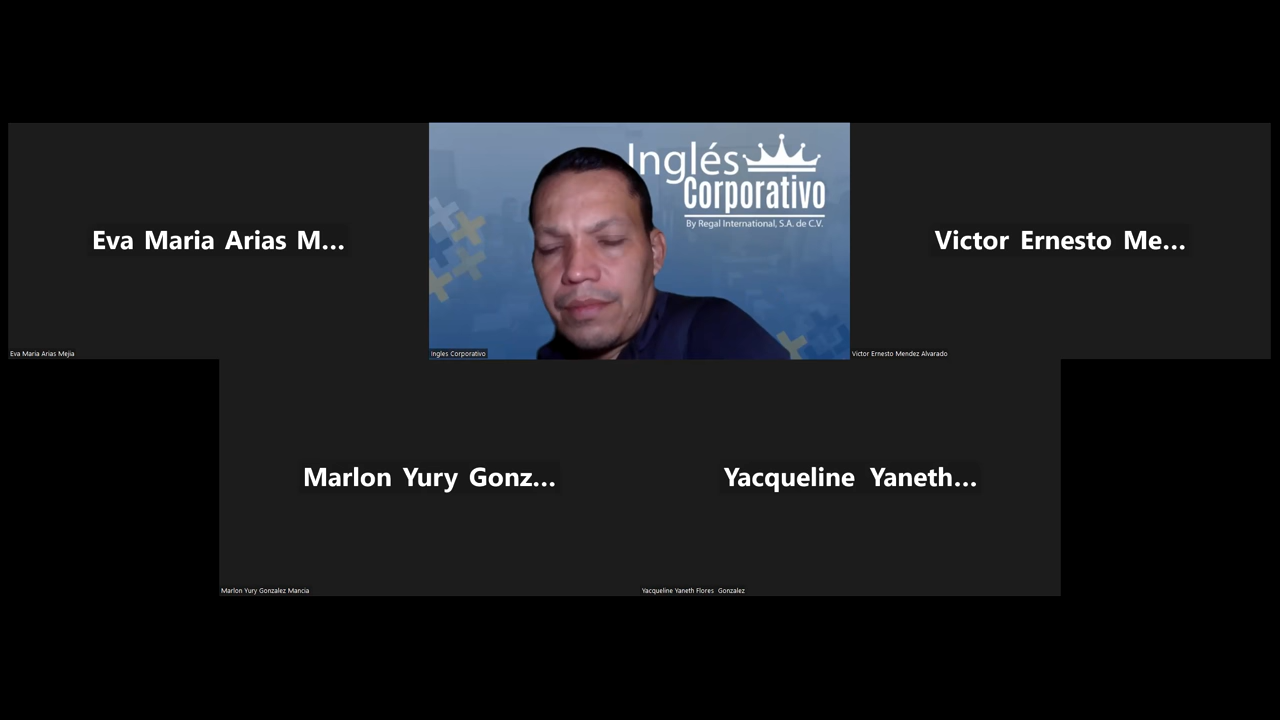 Eva Maria Arias M...
Eva Maria Arias Mejia
Inglés
Corporativo
By Regal International, S.A. de C.V.
Ingles Corporativo
Victor Ernesto Me...
Victor Ernesto Mendez Alvarado
Marlon Yury Gonz...
Marlon Yury Gonzalez Mancia
Yacqueline Yaneth...
Yacqueline Yaneth Flores Gonzalez